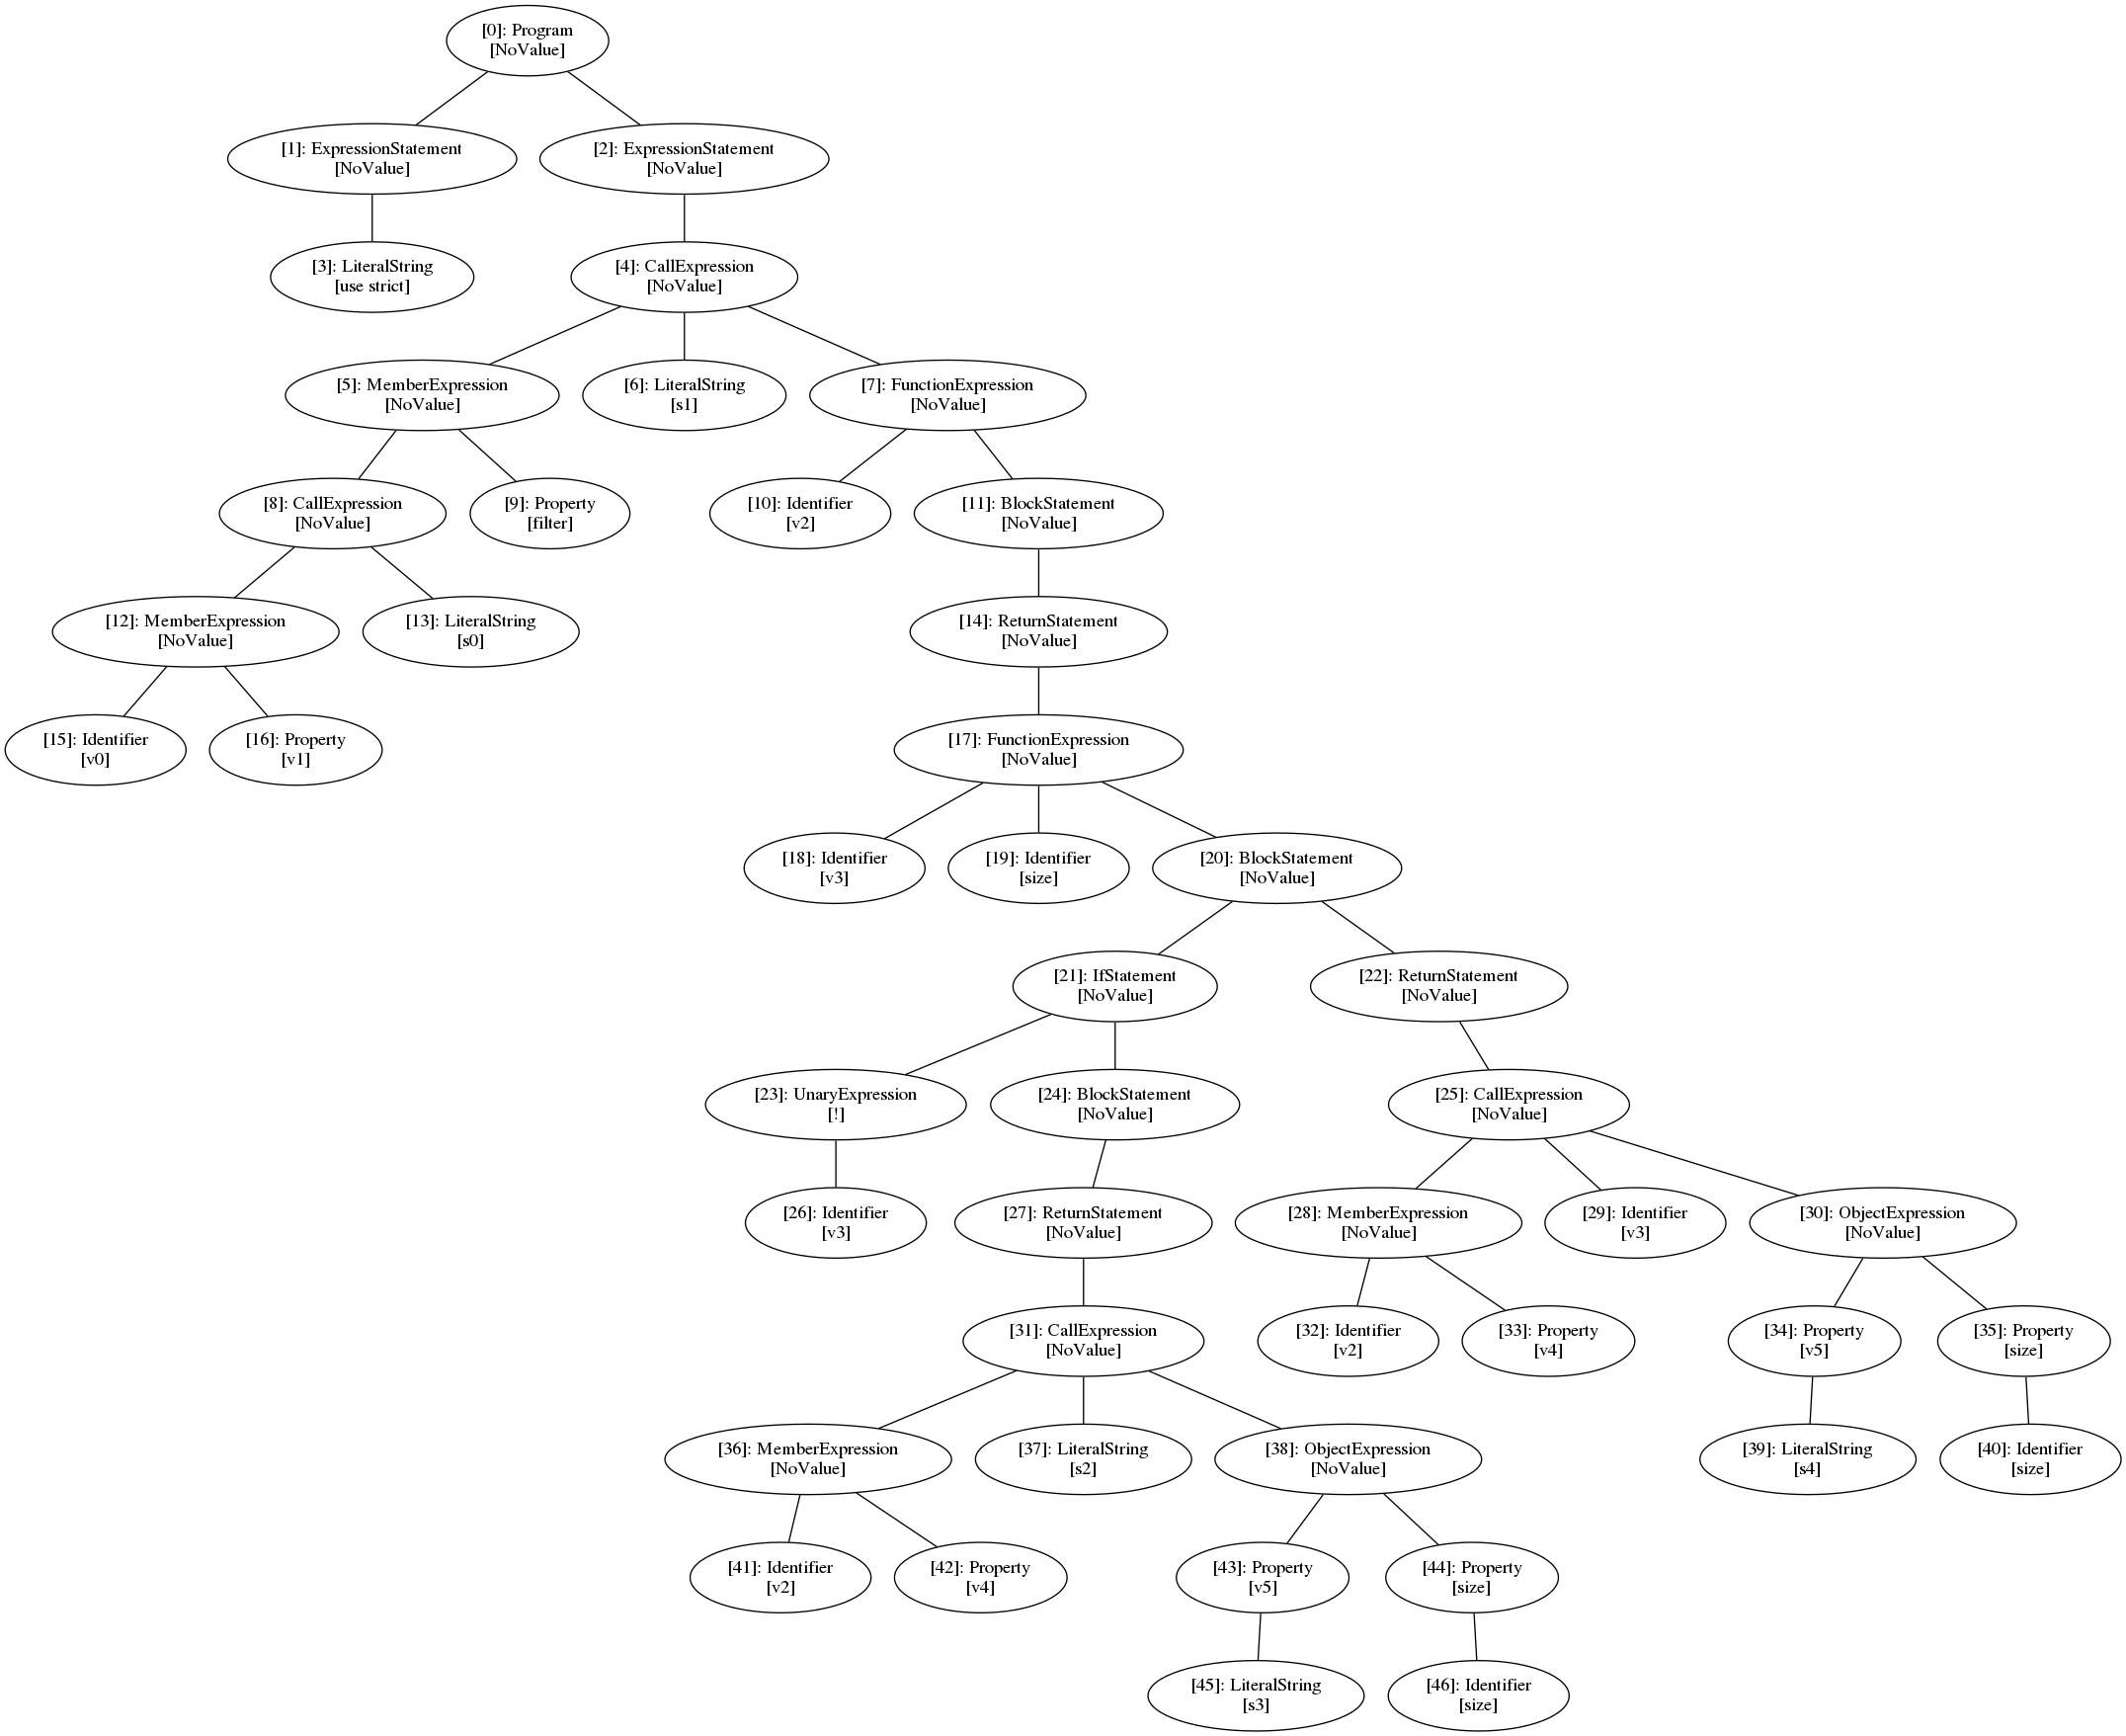 [0]: Program
[NoValue]
[1]: ExpressionStatement
[NoValue]
[2]: ExpressionStatement
[NoValue]
[3]: LiteralString
[use strict]
[4]: CallExpression
[NoValue]
[5]: MemberExpression
[NoValue]
[6]: LiteralString
[s1]
[7]: FunctionExpression
[NoValue]
[8]: CallExpression
[NoValue]
[9]: Property
[filter]
[10]: Identifier
[v2]
[11]: BlockStatement
[NoValue]
[12]: MemberExpression
[NoValue]
[13]: LiteralString
[s0]
[14]: ReturnStatement
[NoValue]
[15]: Identifier
[v0]
[16]: Property
[v1]
[17]: FunctionExpression
[NoValue]
[18]: Identifier
[v3]
[19]: Identifier
[size]
[20]: BlockStatement
[NoValue]
[21]: IfStatement
[NoValue]
[22]: ReturnStatement
[NoValue]
[23]: UnaryExpression
[!]
[24]: BlockStatement
[NoValue]
[25]: CallExpression
[NoValue]
[26]: Identifier
[v3]
[27]: ReturnStatement
[NoValue]
[28]: MemberExpression
[NoValue]
[29]: Identifier
[v3]
[30]: ObjectExpression
[NoValue]
[31]: CallExpression
[NoValue]
[32]: Identifier
[v2]
[33]: Property
[v4]
[34]: Property
[v5]
[35]: Property
[size]
[36]: MemberExpression
[NoValue]
[37]: LiteralString
[s2]
[38]: ObjectExpression
[NoValue]
[39]: LiteralString
[s4]
[40]: Identifier
[size]
[41]: Identifier
[v2]
[42]: Property
[v4]
[43]: Property
[v5]
[44]: Property
[size]
[45]: LiteralString
[s3]
[46]: Identifier
[size]